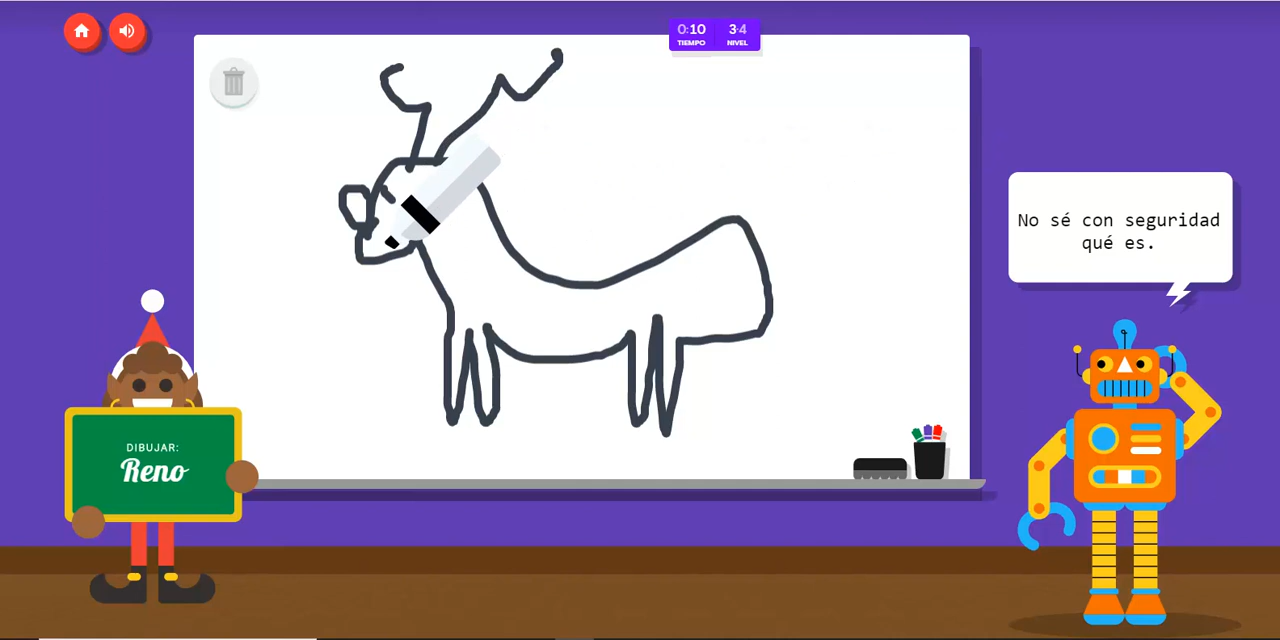 0:10 3·4
TIEMPO NIVEL
No sé con seguridad
qué es.
DIBUJAR:
Reno